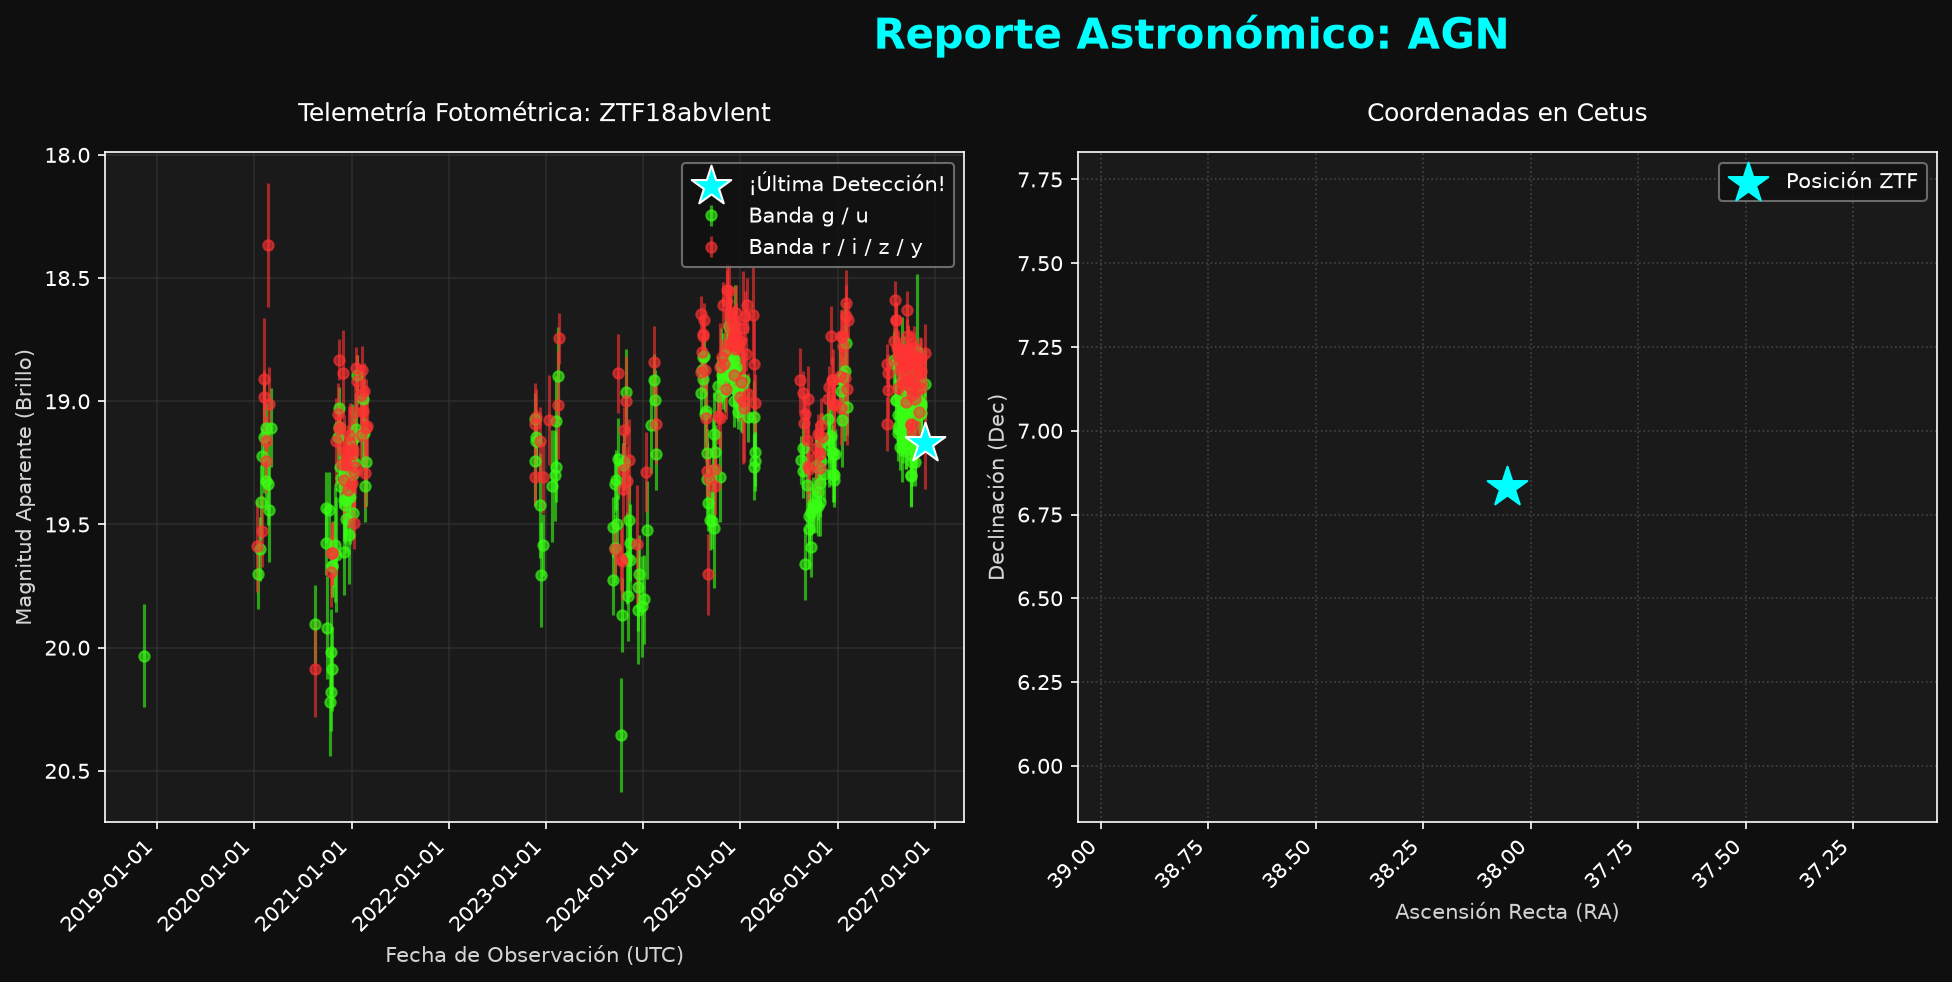 Reporte Astronómico: AGN
Telemetría Fotométrica: ZTF18abvlent
¡Última Detección!
Banda g / u
Banda r / i / z / y
Magnitud Aparente (Brillo)
18.0
18.5
19.0
19.5
20.0
20.5
2019-01-01
2020-01-01
2021-01-01
2022-01-01
2023-01-01
2024-01-01
2025-01-01
2026-01-01
2027-01-01
Fecha de Observación (UTC)
Coordenadas en Cetus
Posición ZTF
Declinación (Dec)
7.75
7.50
7.25
7.00
6.75
6.50
6.25
6.00
39.00
38.75
38.50
38.25
38.00
37.75
37.50
37.25
Ascensión Recta (RA)